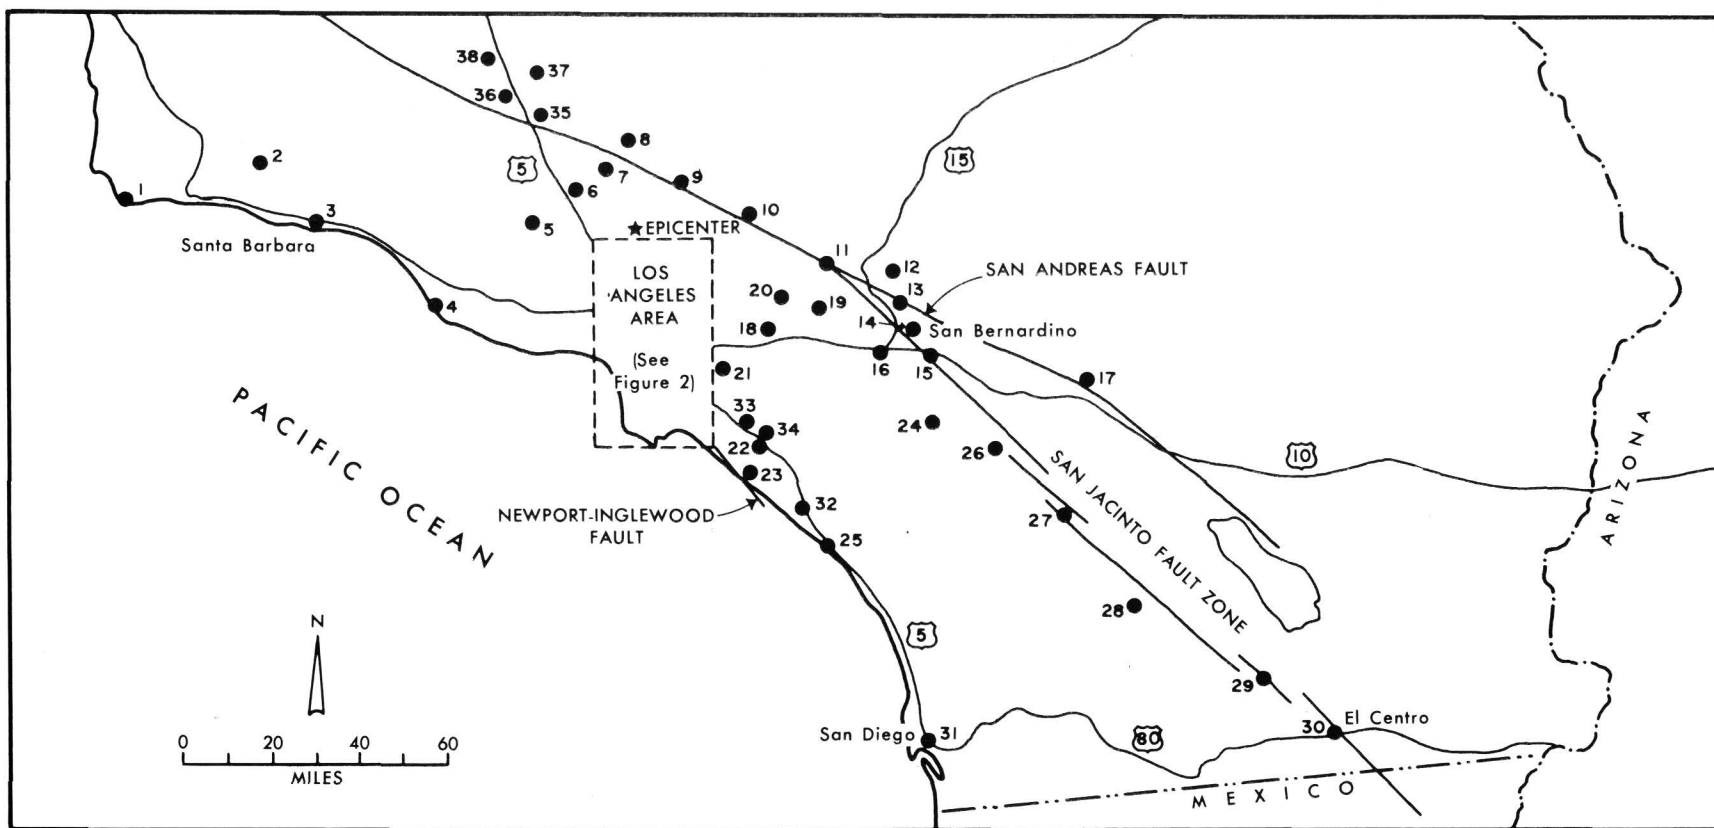 38
37
36
35
8
2
5
15
7
9
6
1
10
3
5
EPICENTER
Santa Barbara
11
12
SAN ANDREAS FAULT
LOS
ANGELES
AREA
(See
Figure 2)
20
19
13
4
18
14
San Bernardino
16
15
21
17
PACIFIC OCEAN
33
34
24
22
26
10
ARIZONA
23
SAN JACINTO FAULT ZONE
NEWPORT-INGLEWOOD
FAULT
32
27
25
28
N
5
29
San Diego
31
80
30
El Centro
0 20 40 60
MILES
MEXICO